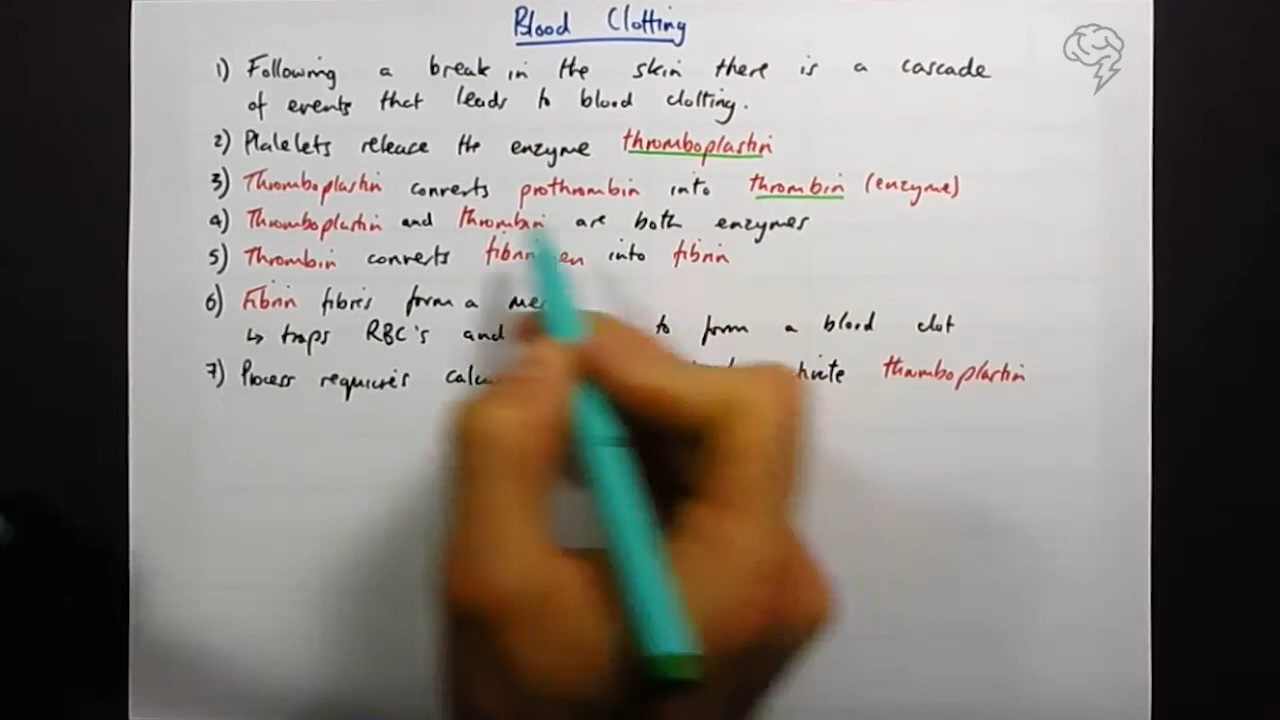 Blood Clotting
1) Following a break in the skin there is a cascade
of events that leads to blood clotting.
2) Platelets release the enzyme thromboplastin
3) Thromboplastin converts prothrombin into thrombin (enzyme)
4) Thromboplastin and thrombin are both enzymes
5) Thrombin converts into fibrin
6) Fibrin fibres form a
↳ traps RBC's and to form a blood clot
7) Process requires thromboplastin